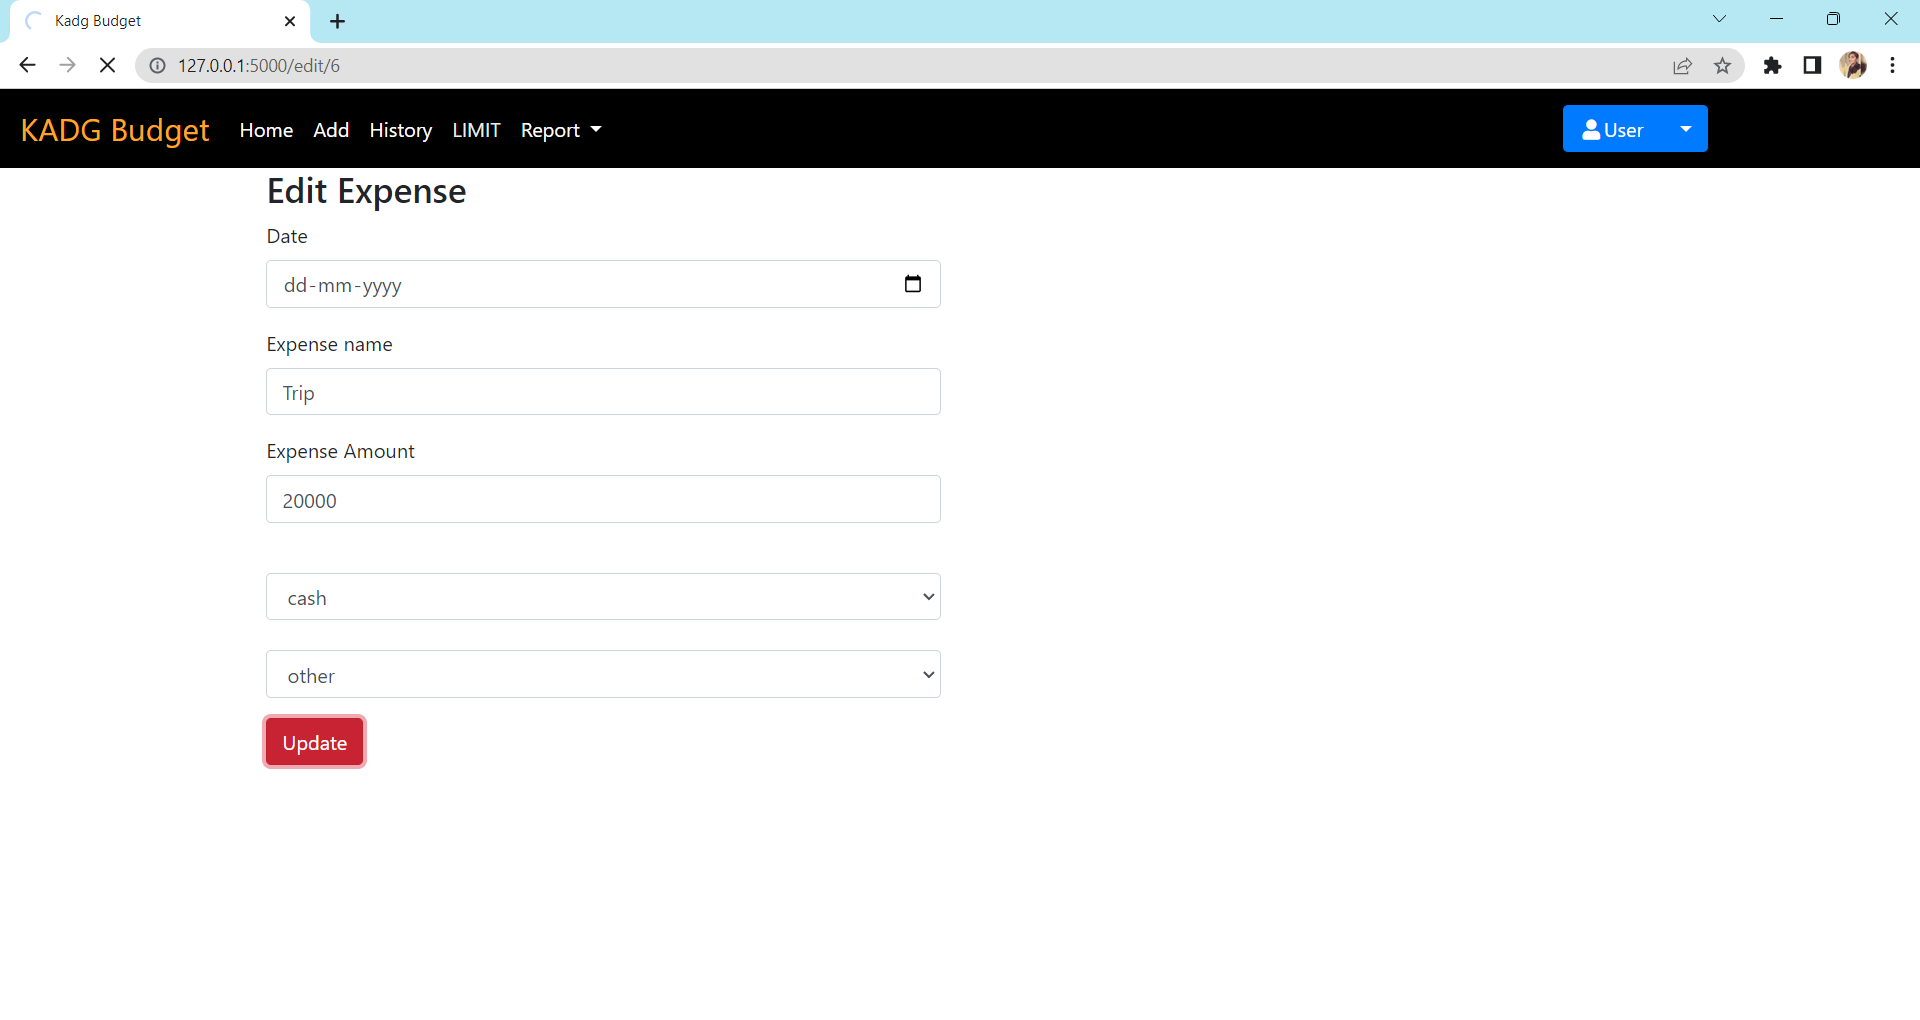 Kadg Budget
127.0.0.1:5000/edit/6
KADG Budget Home Add History LIMIT Report User
Edit Expense
Date
dd-mm-yyyy
Expense name
Trip
Expense Amount
20000
cash
other
Update